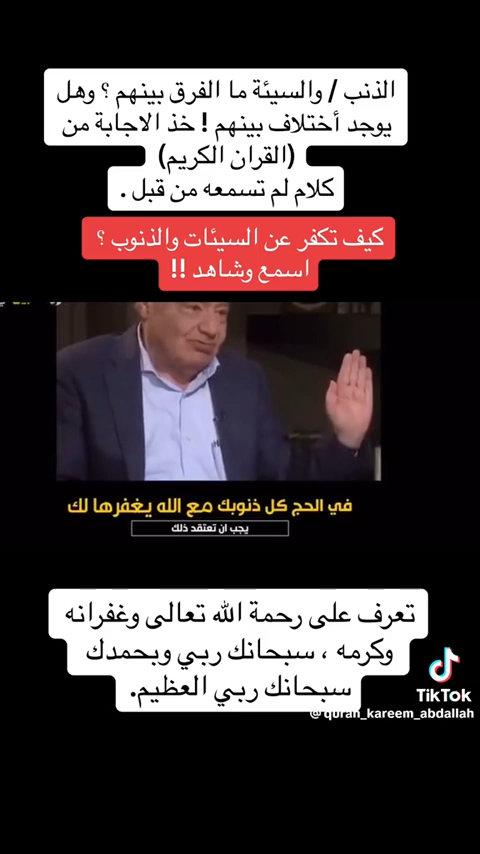 الذنب / والسيئة ما الفرق بينهم ؟ وهل
يوجد أختلاف بينهم ! خذ الاجابة من
(القران الكريم)
كلام لم تسمعه من قبل .
كيف تكفر عن السيئات والذنوب ؟
اسمع وشاهد !!
في الحج كل ذنوبك مع الله يغفرها لك
يجب ان تعتقد ذلك
تعرف على رحمة الله تعالى وغفرانه
وكرمه ، سبحانك ربي وبحمدك
سبحانك ربي العظيم.
TikTok
@quran_kareem_abdallah